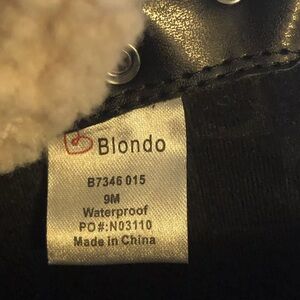 Blondo
B7346 015
9M
Waterproof
PO#:N03110
Made in China